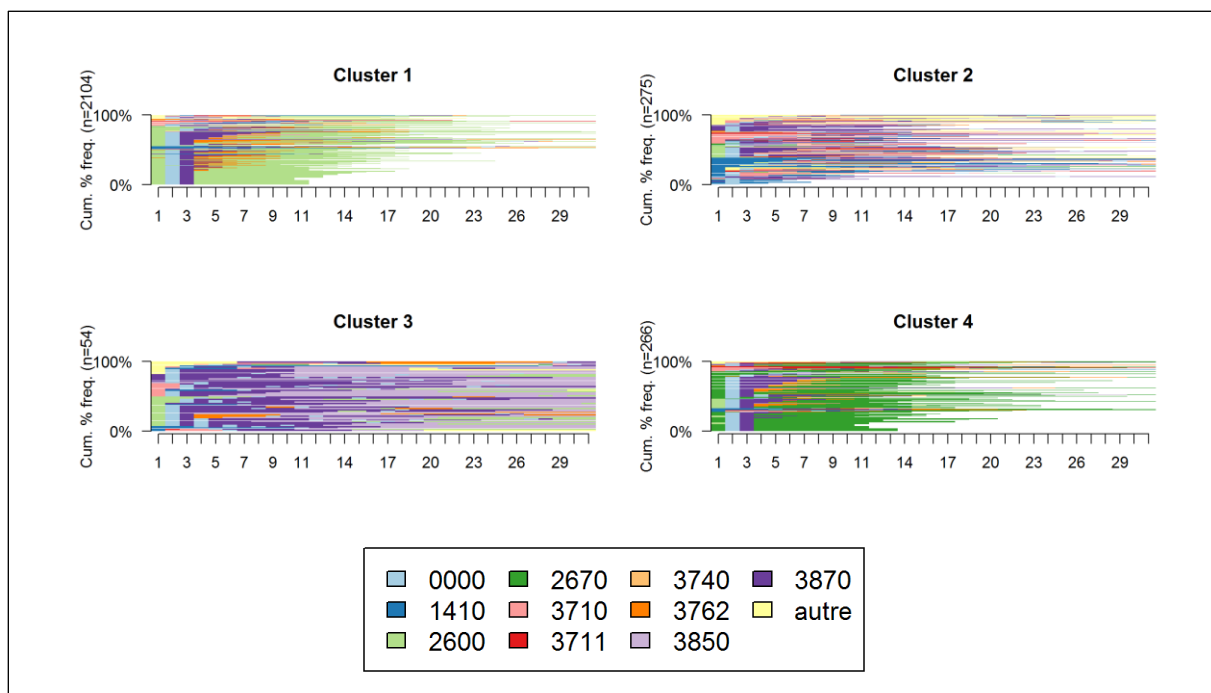 Cluster 1
Cum. % freq. (n=2104)
100%
0%
1 3 5 7 9 11 14 17 20 23 26 29
Cluster 2
Cum. % freq. (n=275)
100%
0%
1 3 5 7 9 11 14 17 20 23 26 29
Cluster 3
Cum. % freq. (n=54)
100%
0%
1 3 5 7 9 11 14 17 20 23 26 29
Cluster 4
Cum. % freq. (n=266)
100%
0%
1 3 5 7 9 11 14 17 20 23 26 29
0000 2670 3740 3870
1410 3710 3762 autre
2600 3711 3850